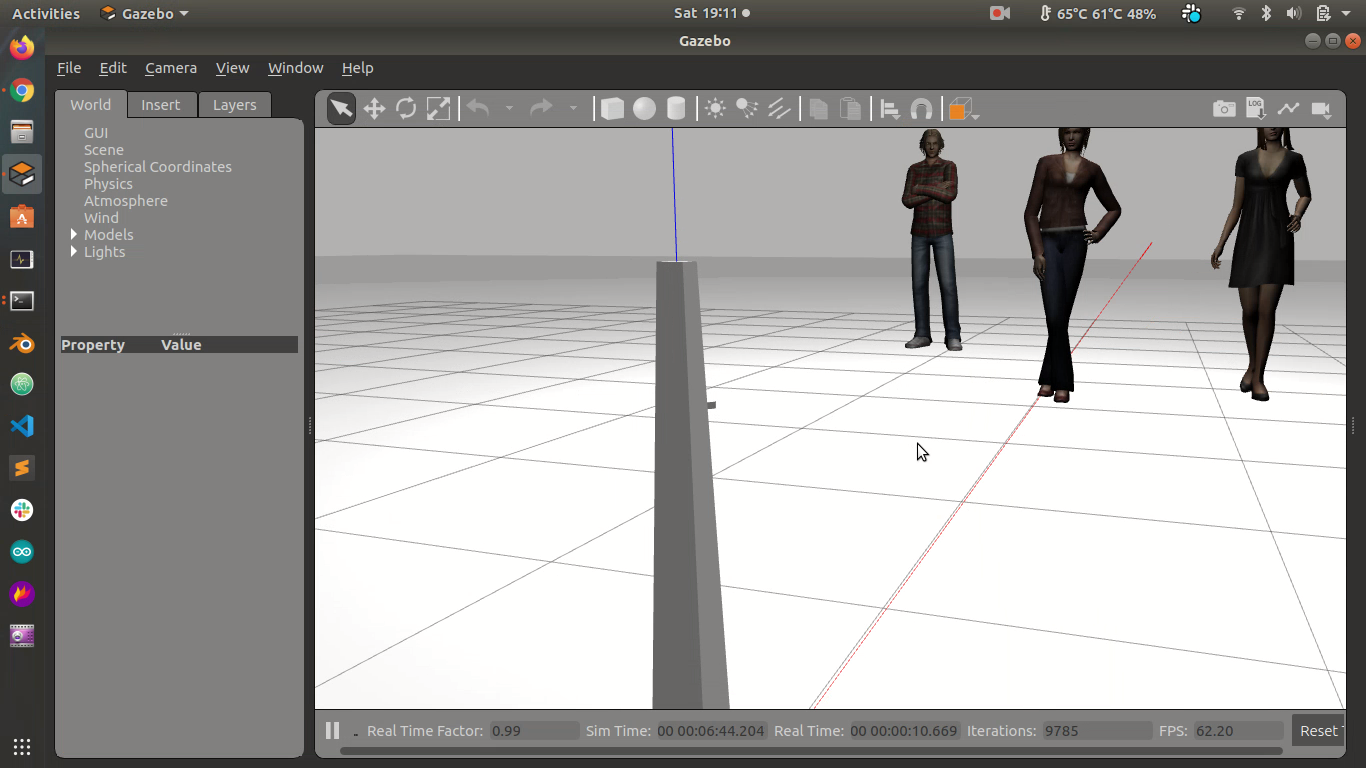 Activities Gazebo Sat 19:11 65°C 61°C 48%
Gazebo
File Edit Camera View Window Help
World Insert Layers
LOG
GUI
Scene
Spherical Coordinates
Physics
Atmosphere
Wind
Models
Lights
Property Value
Real Time Factor: 0.99 Sim Time: 00 00:06:44.204 Real Time: 00 00:00:10.669 Iterations: 9785 FPS: 62.20 Reset